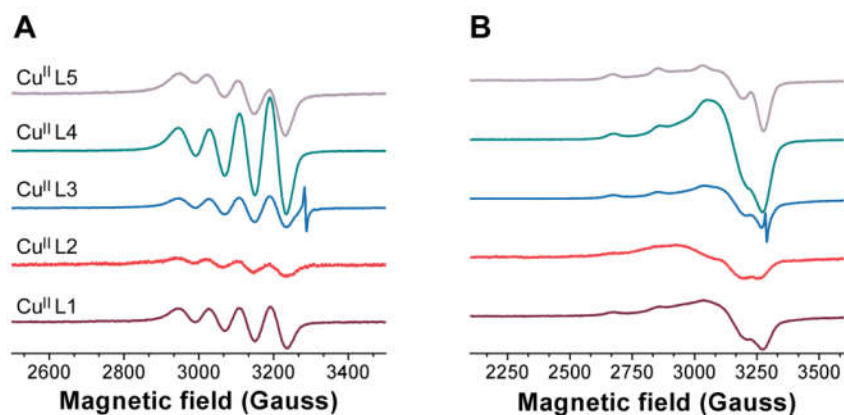 A
B
Cu^II L5
Cu^II L4
Cu^II L3
Cu^II L2
Cu^II L1
2600 2800 3000 3200 3400
2250 2500 2750 3000 3250 3500
Magnetic field (Gauss)
Magnetic field (Gauss)